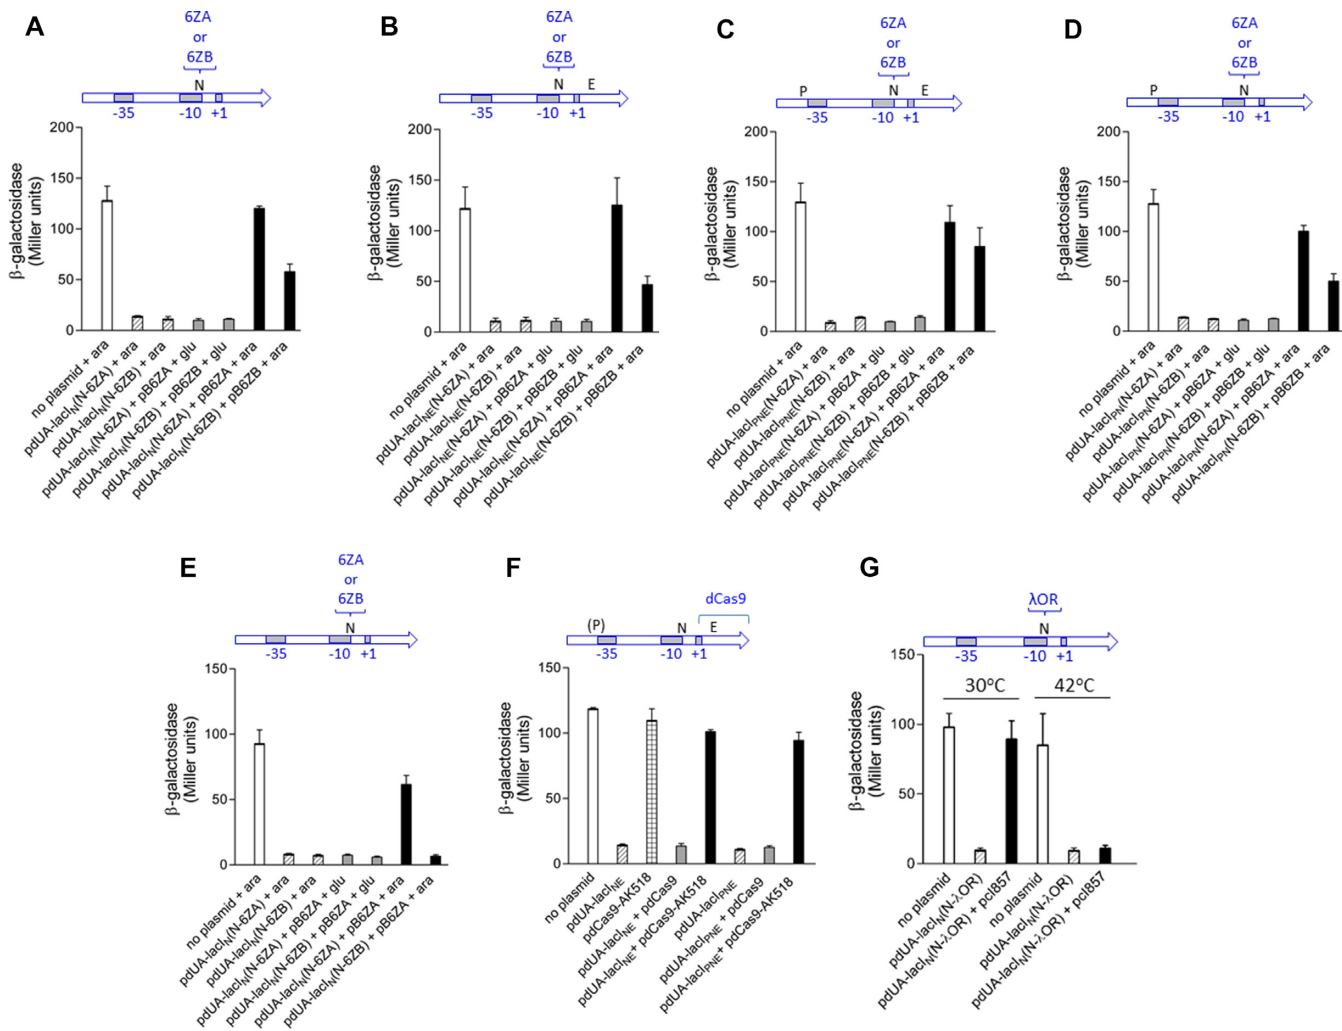 A
6ZA
or
6ZB
N
-35 -10 +1
β-galactosidase
(Miller units)
200
150
100
50
0
no plasmid + ara
pdUA-lacIN(N-6ZA) + ara
pdUA-lacIN(N-6ZB) + ara
pdUA-lacIN(N-6ZA) + pB6ZA + glu
pdUA-lacIN(N-6ZB) + pB6ZB + glu
pdUA-lacIN(N-6ZA) + pB6ZA + ara
pdUA-lacIN(N-6ZB) + pB6ZB + ara
B
6ZA
or
6ZB
N E
-35 -10 +1
β-galactosidase
(Miller units)
200
150
100
50
0
no plasmid + ara
pdUA-lacINE(N-6ZA) + ara
pdUA-lacINE(N-6ZB) + ara
pdUA-lacINE(N-6ZA) + pB6ZA + glu
pdUA-lacINE(N-6ZB) + pB6ZB + glu
pdUA-lacINE(N-6ZA) + pB6ZA + ara
pdUA-lacINE(N-6ZB) + pB6ZB + ara
C
6ZA
or
6ZB
P N E
-35 -10 +1
β-galactosidase
(Miller units)
200
150
100
50
0
no plasmid + ara
pdUA-lacIPNE(N-6ZA) + ara
pdUA-lacIPNE(N-6ZB) + ara
pdUA-lacIPNE(N-6ZA) + pB6ZA + glu
pdUA-lacIPNE(N-6ZB) + pB6ZB + glu
pdUA-lacIPNE(N-6ZA) + pB6ZA + ara
pdUA-lacIPNE(N-6ZB) + pB6ZB + ara
D
6ZA
or
6ZB
P N
-35 -10 +1
β-galactosidase
(Miller units)
200
150
100
50
0
no plasmid + ara
pdUA-lacIPN(N-6ZA) + ara
pdUA-lacIPN(N-6ZB) + ara
pdUA-lacIPN(N-6ZA) + pB6ZA + glu
pdUA-lacIPN(N-6ZB) + pB6ZB + glu
pdUA-lacIPN(N-6ZA) + pB6ZA + ara
pdUA-lacIPN(N-6ZB) + pB6ZB + ara
E
6ZA
or
6ZB
N
-35 -10 +1
β-galactosidase
(Miller units)
150
100
50
0
no plasmid + ara
pdUA-lacIN(N-6ZA) + ara
pdUA-lacIN(N-6ZB) + ara
pdUA-lacIN(N-6ZA) + pB6ZA + glu
pdUA-lacIN(N-6ZB) + pB6ZB + glu
pdUA-lacIN(N-6ZA) + pB6ZA + ara
pdUA-lacIN(N-6ZB) + pB6ZB + ara
F
dCas9
(P) N E
-35 -10 +1
β-galactosidase
(Miller units)
150
100
50
0
no plasmid
pdUA-lacINE
pdCas9-AK518
pdUA-lacINE + pdCas9
pdUA-lacINE+ pdCas9-AK518
pdUA-lacIPNE
pdUA-lacIPNE + pdCas9
pdUA-lacIPNE+ pdCas9-AK518
G
λOR
N
-35 -10 +1
β-galactosidase
(Miller units)
150
100
50
0
30°C 42°C
no plasmid
pdUA-lacIN(N-λOR)
pdUA-lacIN(N-λOR) + pcI857
no plasmid
pdUA-lacIN(N-λOR)
pdUA-lacIN(N-λOR) + pcI857